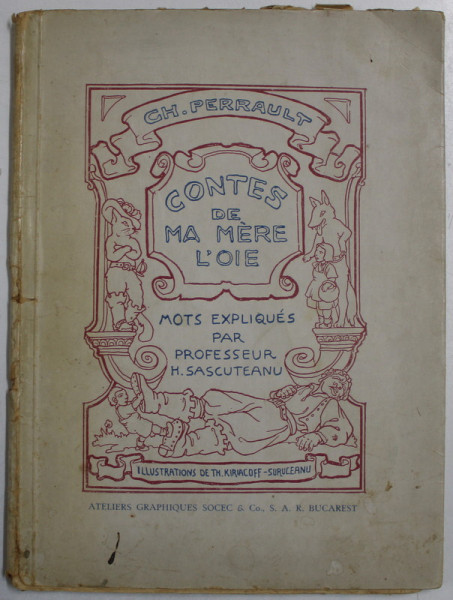 CH. PERRAULT
CONTES
DE
MA MÈRE
L'OIE
MOTS EXPLIQUÉS
PAR
PROFESSEUR
H. SASCUTEANU
ILLUSTRATIONS DE TH. KIRIACOFF-SURUCEANU
ATELIERS GRAPHIQUES SOCEC & Co., S. A. R. BUCAREST